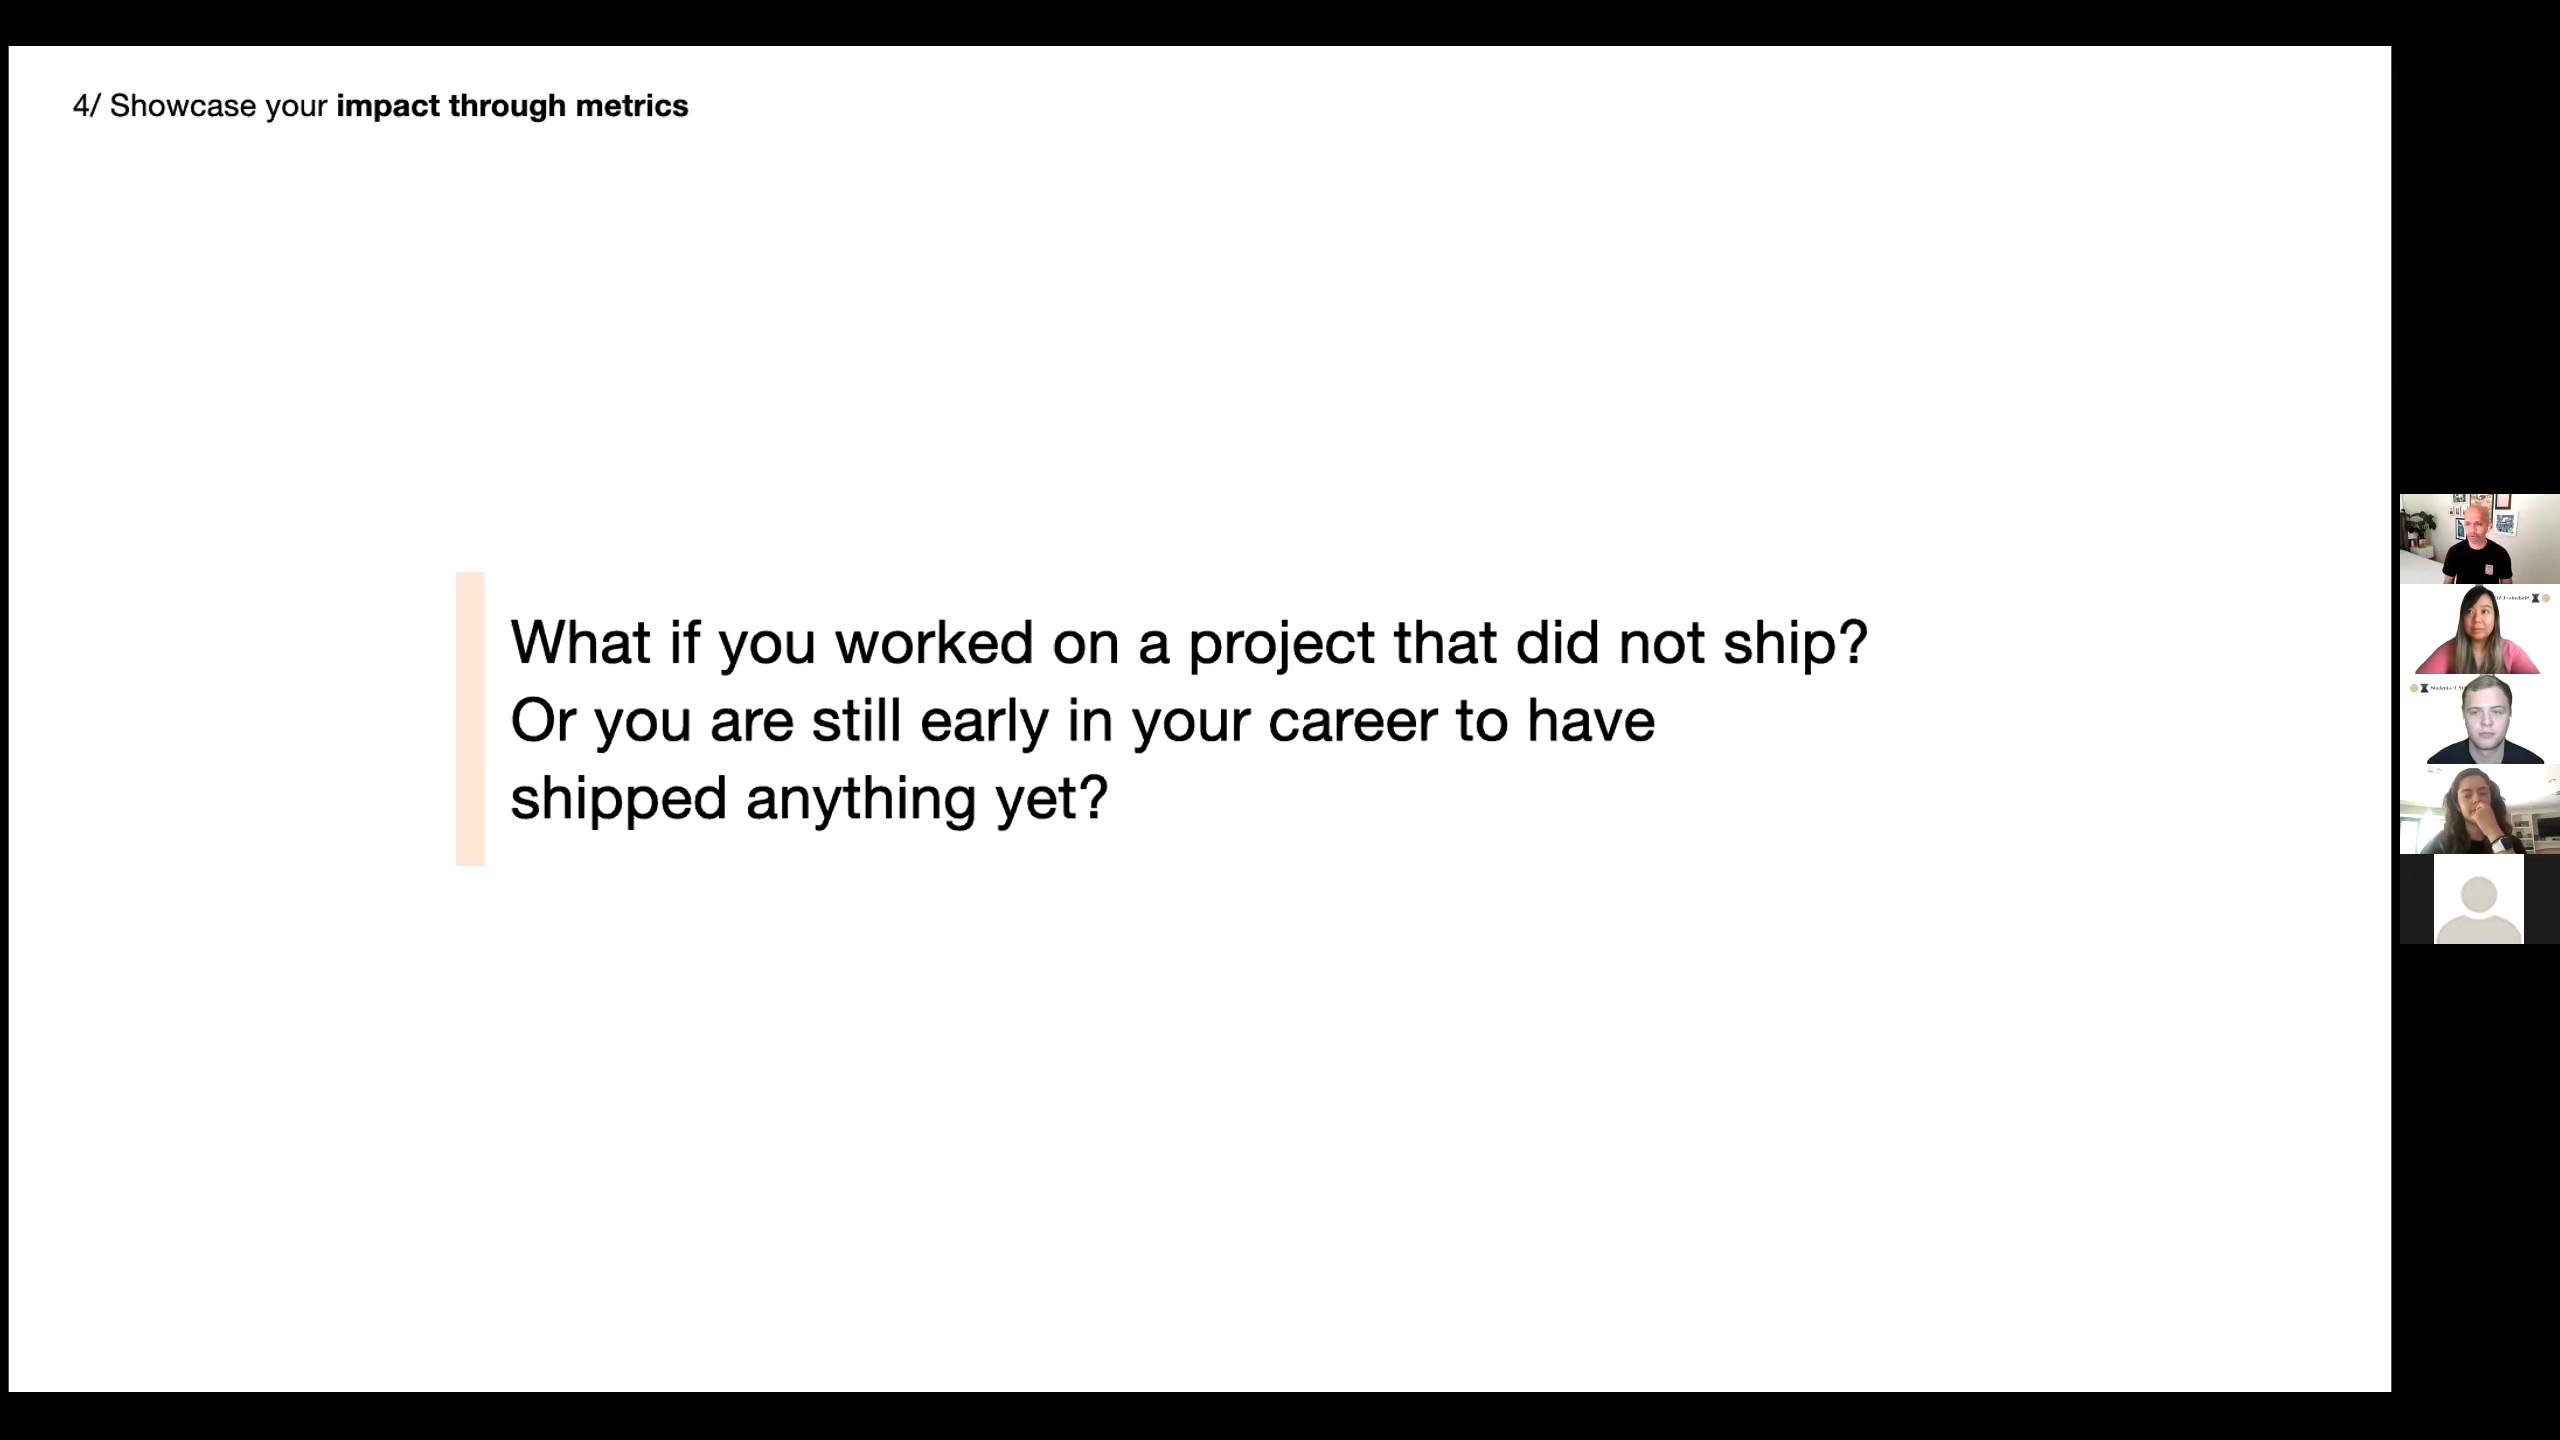 4/ Showcase your impact through metrics
What if you worked on a project that did not ship?
Or you are still early in your career to have
shipped anything yet?